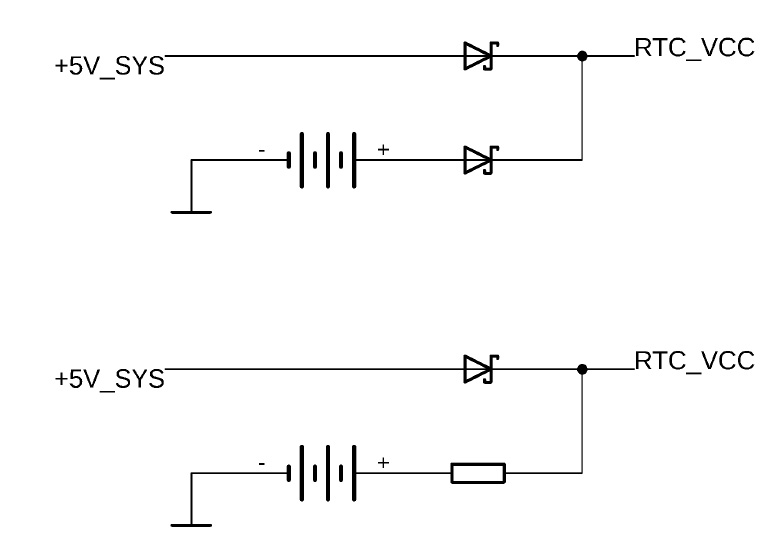 +5V_SYS
RTC_VCC
- +
+5V_SYS
RTC_VCC
- +